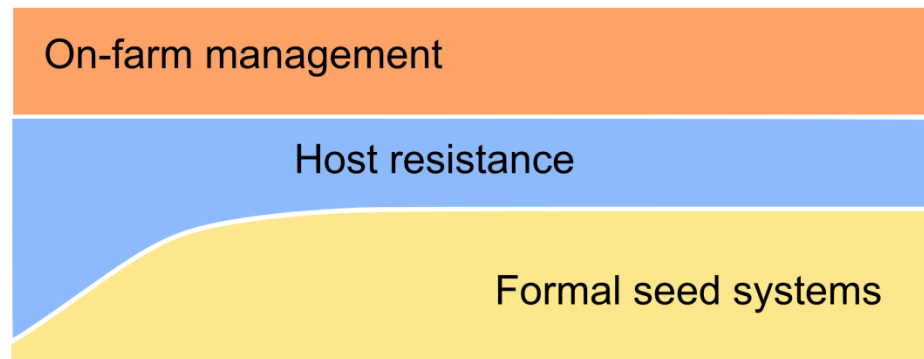 On-farm management
Host resistance
Formal seed systems